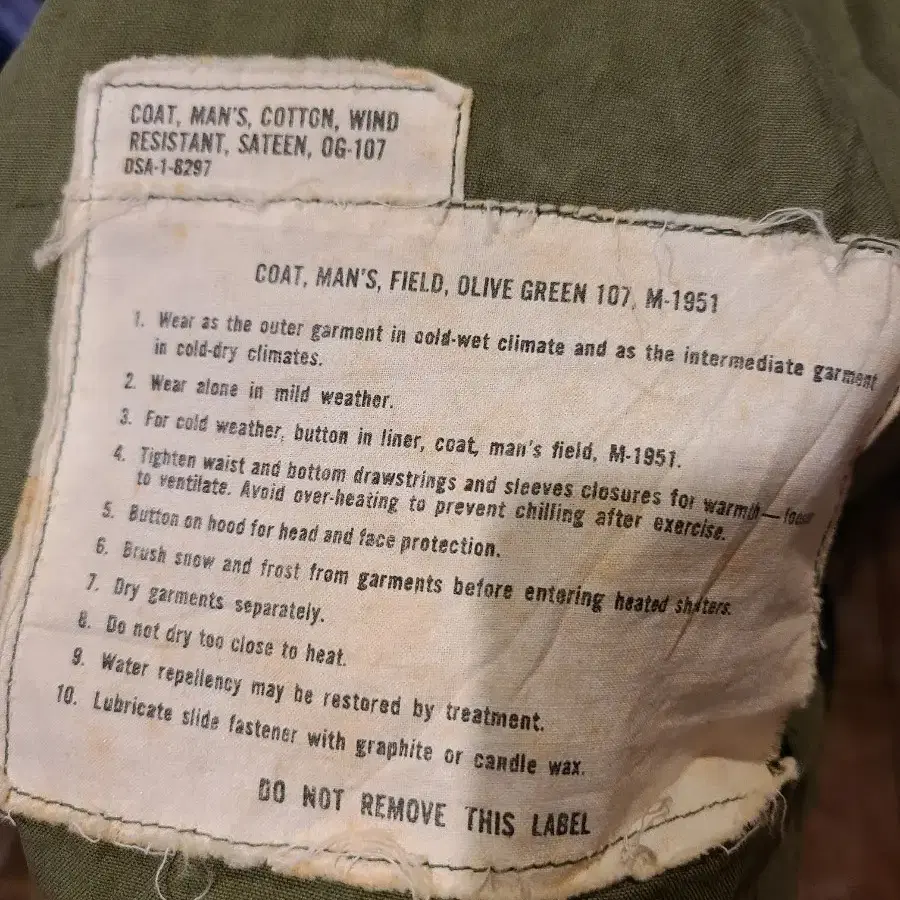 COAT, MAN'S, COTTON, WIND
RESISTANT, SATEEN, OG-107
DSA-1-8297
COAT, MAN'S, FIELD, OLIVE GREEN 107, M-1951
1. Wear as the outer garment in cold-wet climate and as the intermediate garment
in cold-dry climates.
2. Wear alone in mild weather.
3. For cold weather, button in liner, coat, man's field, M-1951.
4. Tighten waist and bottom drawstrings and sleeves closures for warmth—
to ventilate. Avoid over-heating to prevent chilling after exercise.
5. Button on hood for head and face protection.
6. Brush snow and frost from garments before entering heated
7. Dry garments separately.
8. Do not dry too close to heat.
9. Water repellency may be restored by treatment.
10. Lubricate slide fastener with graphite or candle wax.
DO NOT REMOVE THIS LABEL